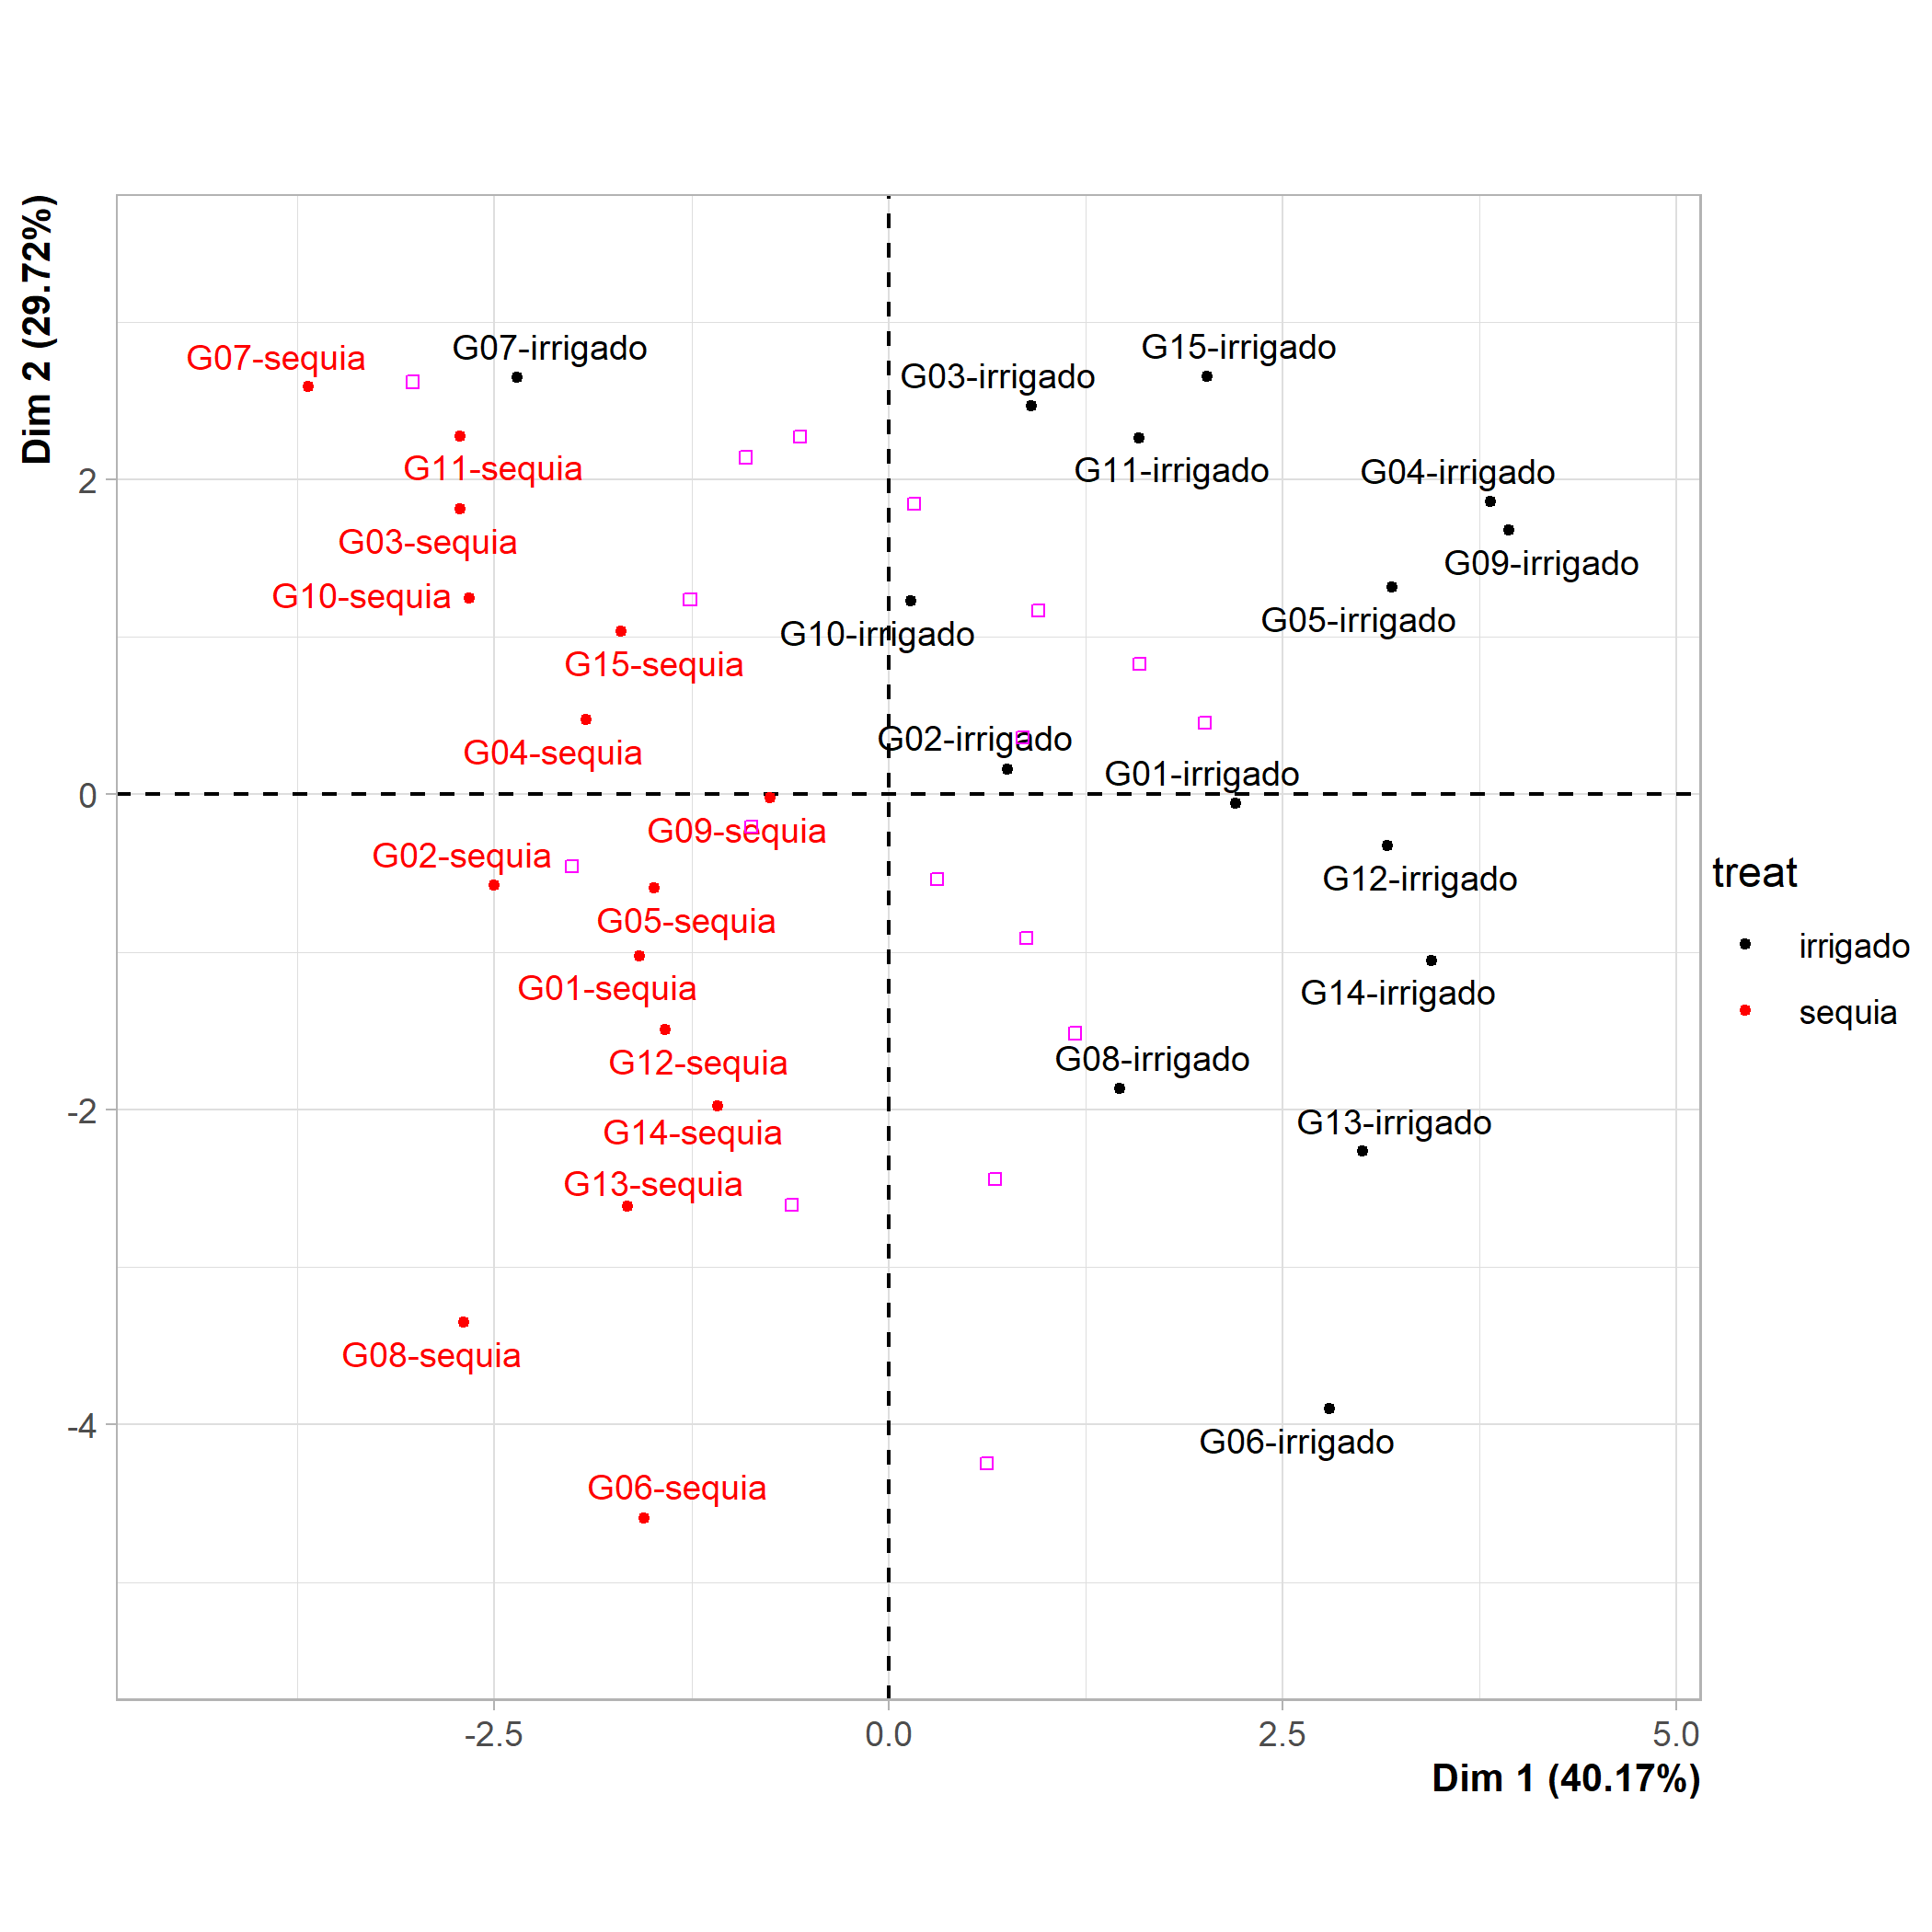 Dim 2 (29.72%)
G07-sequia
G07-irrigado
G15-irrigado
G03-irrigado
G11-sequia
G11-irrigado
G04-irrigado
2
G03-sequia
G09-irrigado
G10-sequia
G05-irrigado
G10-irrigado
G15-sequia
G04-sequia
G02-irrigado
G01-irrigado
0
G09-sequia
G02-sequia
G12-irrigado
G05-sequia
G01-sequia
G14-irrigado
G12-sequia
G08-irrigado
-2
G14-sequia
G13-irrigado
G13-sequia
G08-sequia
-4
G06-irrigado
G06-sequia
treat
irrigado
sequia
-2.5
0.0
2.5
5.0
Dim 1 (40.17%)